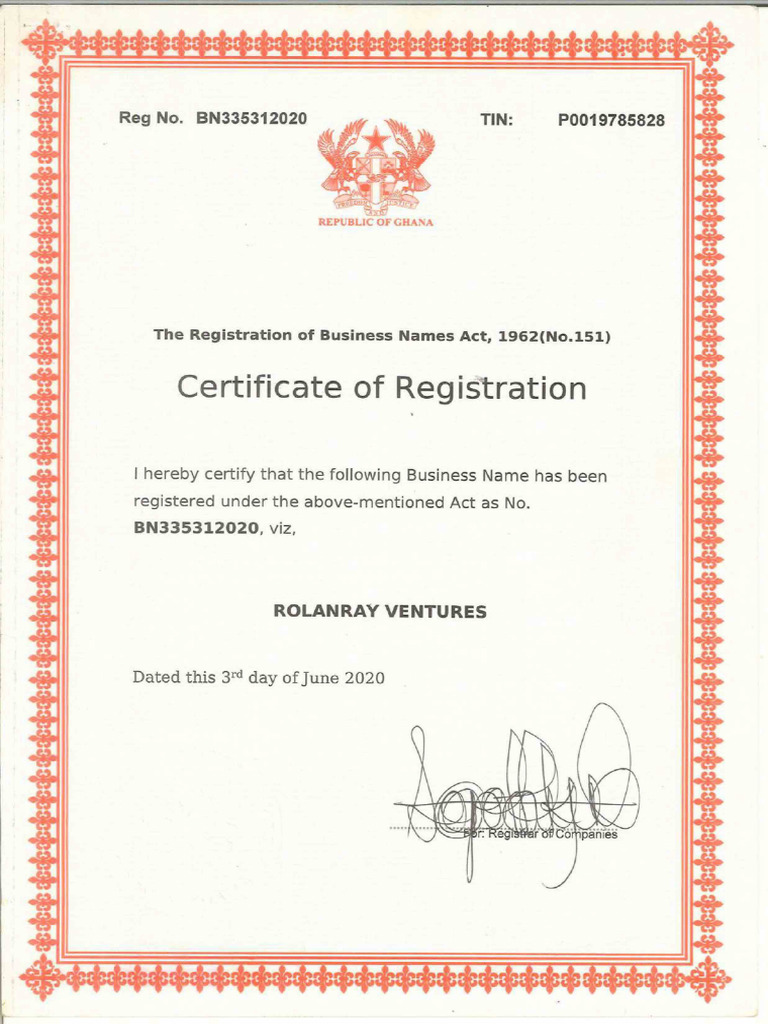 Reg No. BN335312020
TIN: P0019785828
FREEDOM AND JUSTICE
REPUBLIC OF GHANA
The Registration of Business Names Act, 1962(No.151)
Certificate of Registration
I hereby certify that the following Business Name has been
registered under the above-mentioned Act as No.
BN335312020, viz,
ROLANRAY VENTURES
Dated this 3rd day of June 2020
For: Registrar of Companies